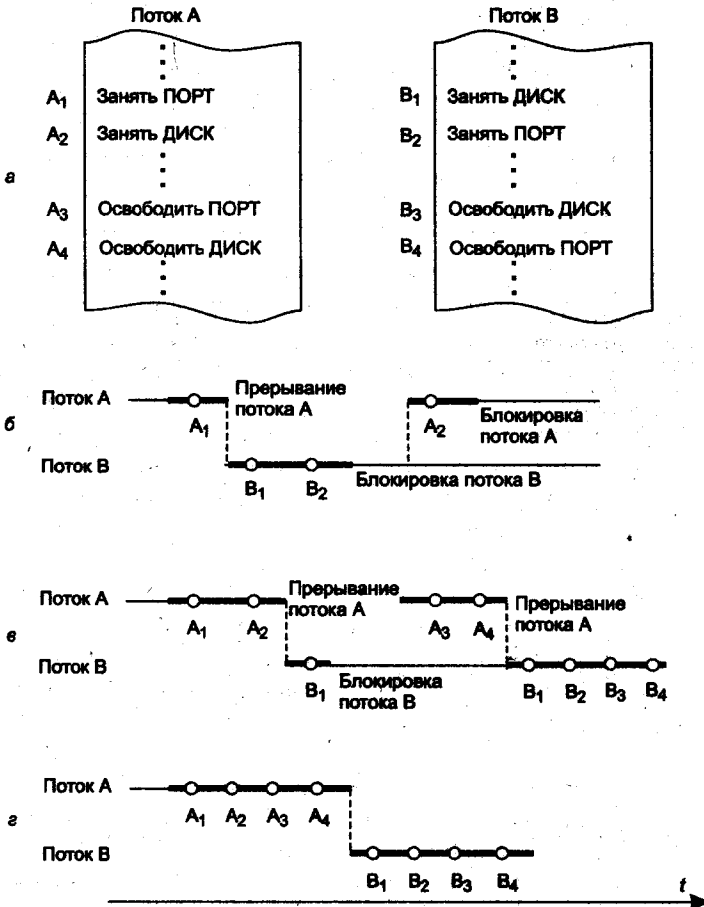 Поток А Поток В
А1 Занять ПОРТ В1 Занять ДИСК
А2 Занять ДИСК В2 Занять ПОРТ
а
А3 Освободить ПОРТ В3 Освободить ДИСК
А4 Освободить ДИСК В4 Освободить ПОРТ
Поток А Прерывание
потока А Блокировка
потока А
б
А1 А2
Поток В Блокировка потока В
В1 В2
Поток А Прерывание
потока А Прерывание
потока А
А1 А2 А3 А4
в
Поток В Блокировка
потока В
В1 В1 В2 В3 В4
Поток А
А1 А2 А3 А4
г
Поток В
В1 В2 В3 В4
t